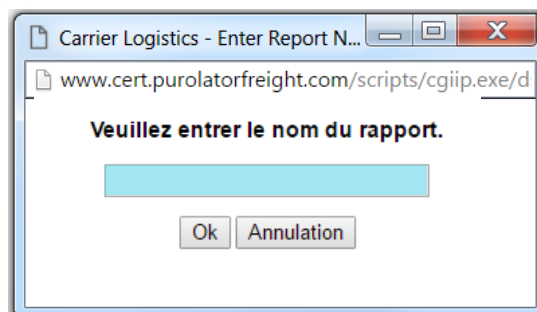 Carrier Logistics - Enter Report N...
www.cert.purolatorfreight.com/scripts/cgiip.exe/d
Veuillez entrer le nom du rapport.
Ok Annulation